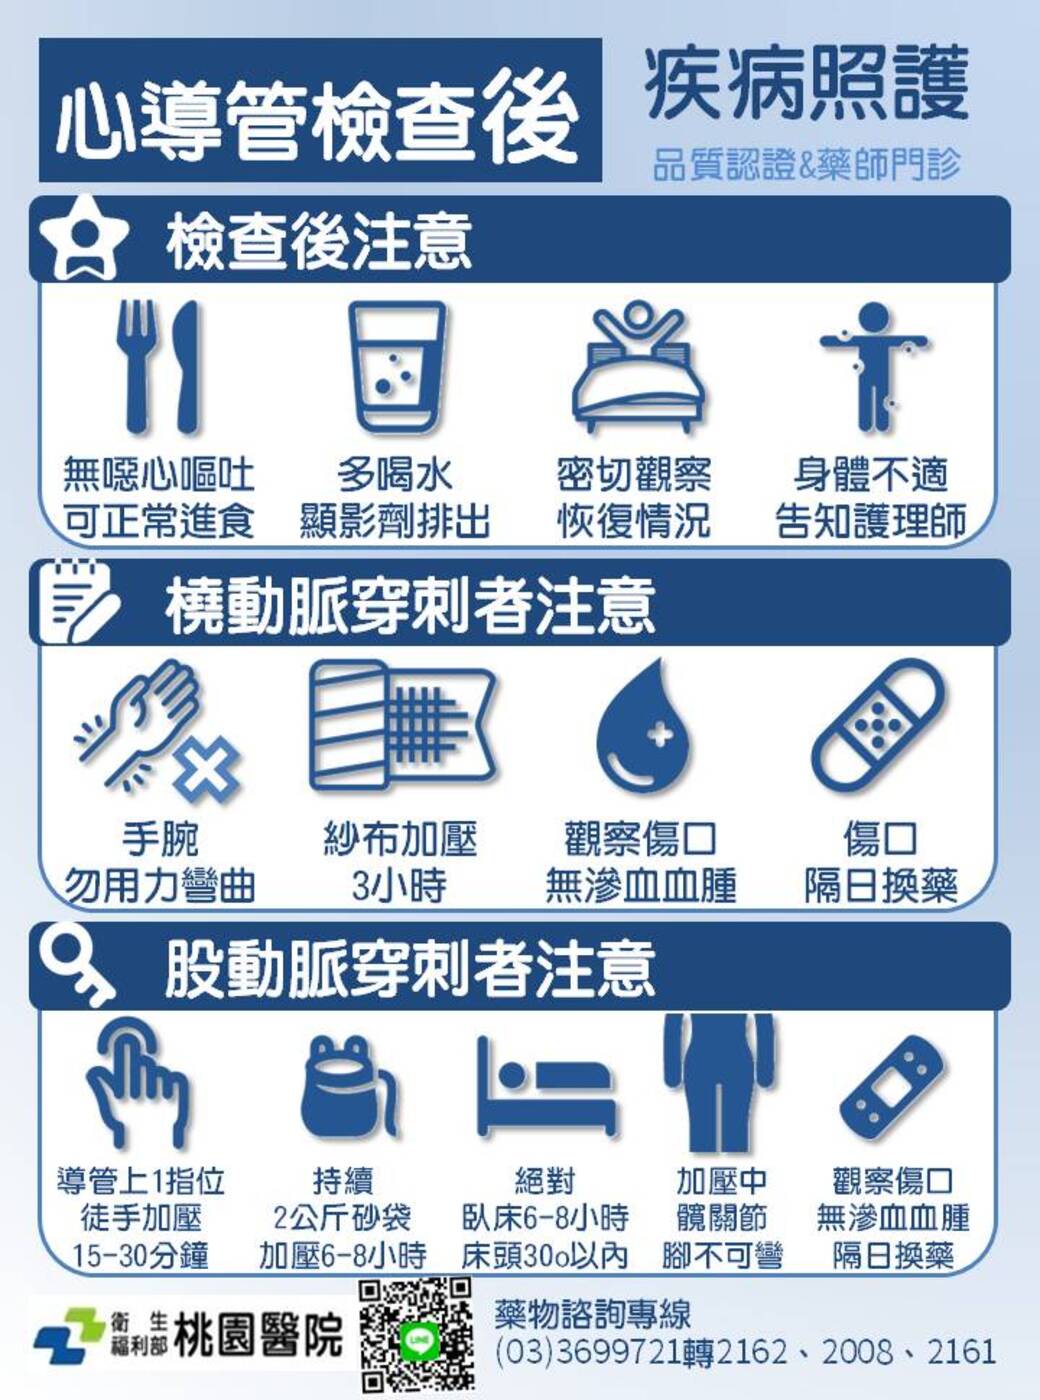 心導管檢查後
疾病照護
品質認證&藥師門診
檢查後注意
無噁心嘔吐
可正常進食
多喝水
顯影劑排出
密切觀察
恢復情況
身體不適
告知護理師
橈動脈穿刺者注意
手腕
勿用力彎曲
紗布加壓
3小時
觀察傷口
無滲血血腫
傷口
隔日換藥
股動脈穿刺者注意
導管上1指位
徒手加壓
15-30分鐘
持續
2公斤砂袋
加壓6-8小時
絕對
臥床6-8小時
床頭30o以內
加壓中
髖關節
腳不可彎
觀察傷口
無滲血血腫
隔日換藥
衛生
福利部
桃園醫院
LINE
藥物諮詢專線
(03)3699721轉2162、2008、2161